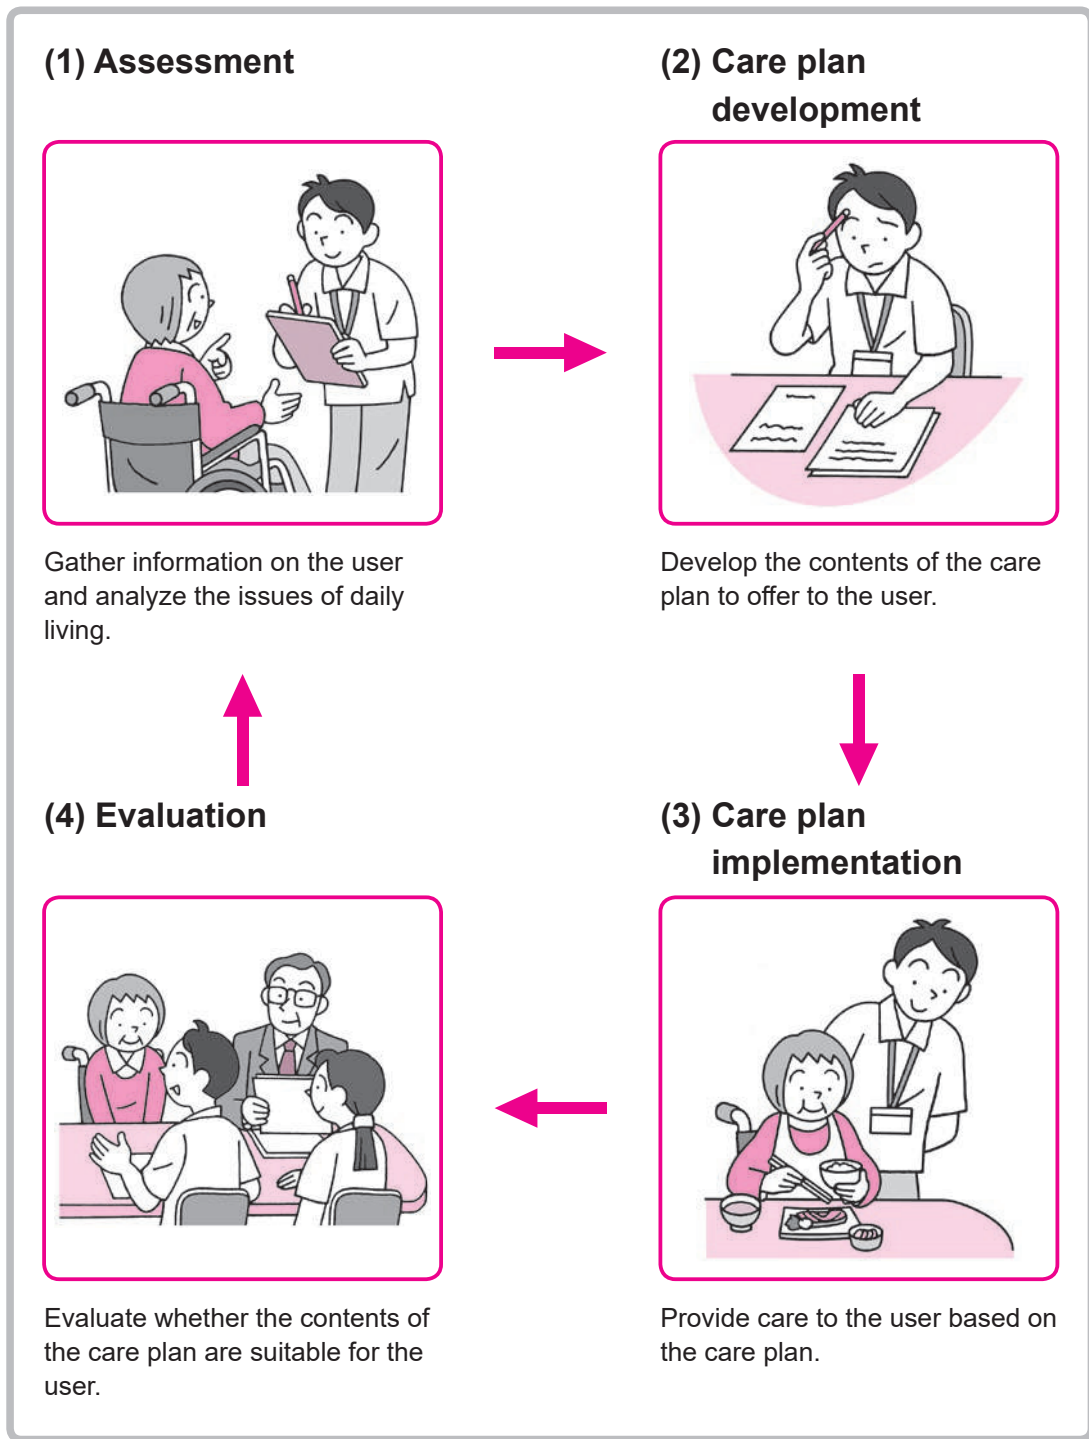 (1) Assessment
Gather information on the user
and analyze the issues of daily
living.
(2) Care plan
development
Develop the contents of the care
plan to offer to the user.
(3) Care plan
implementation
Provide care to the user based on
the care plan.
(4) Evaluation
Evaluate whether the contents of
the care plan are suitable for the
user.